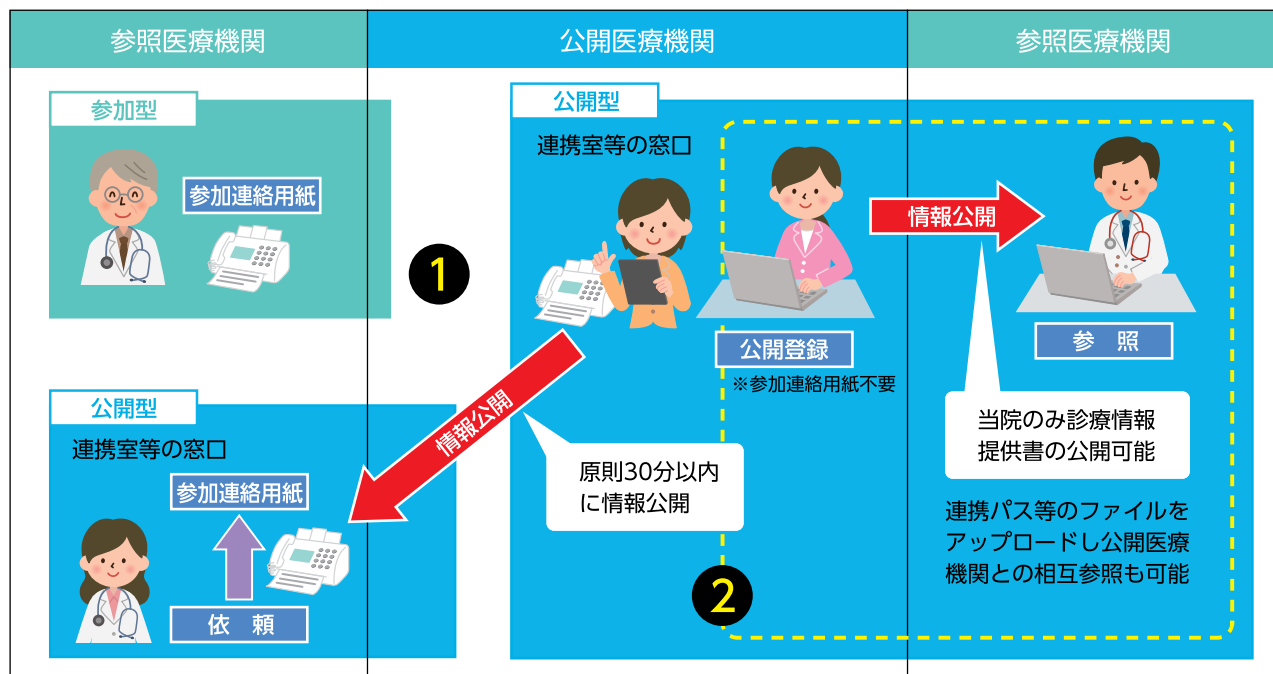 参照医療機関
公開医療機関
参照医療機関
参加型
参加連絡用紙
1
公開型
連携室等の窓口
参加連絡用紙
依 頼
公開型
連携室等の窓口
公開登録
※参加連絡用紙不要
情報公開
原則30分以内
に情報公開
情報公開
参 照
当院のみ診療情報
提供書の公開可能
連携パス等のファイルを
アップロードし公開医療
機関との相互参照も可能
2